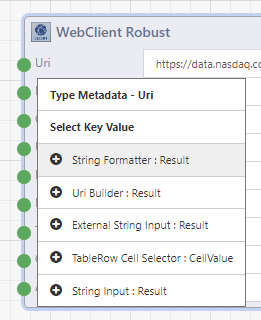 WebClient Robust
Uri
https://data.nasdaq.co
Type Metadata - Uri
Select Key Value
String Formatter : Result
Uri Builder : Result
External String Input : Result
TableRow Cell Selector : CellValue
String Input : Result